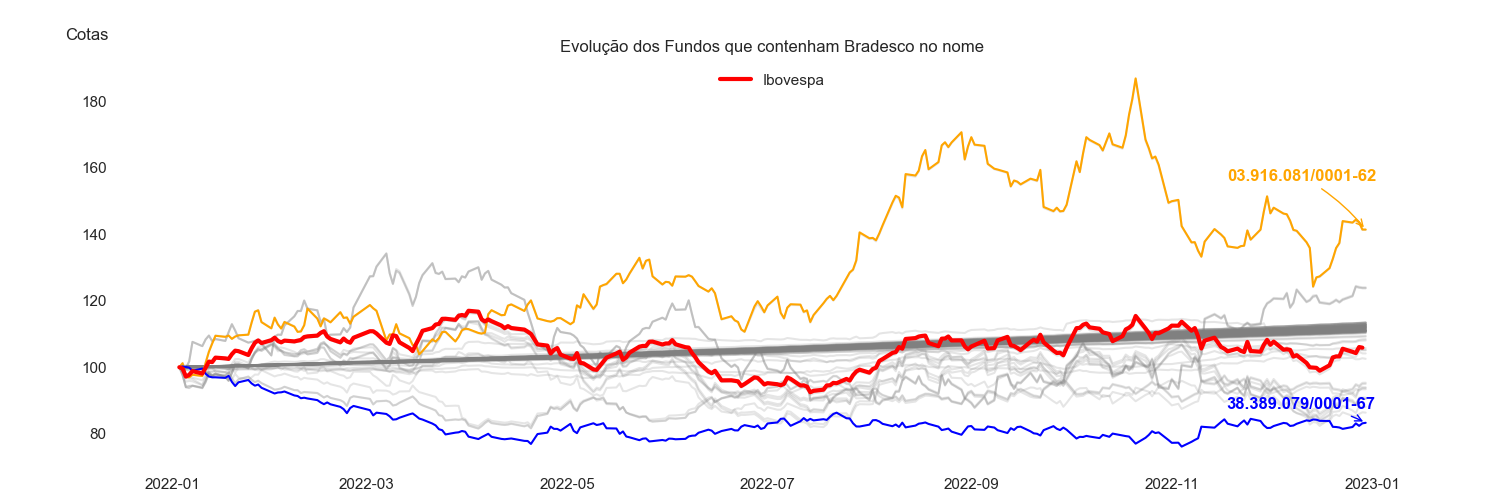 Cotas
Evolução dos Fundos que contenham Bradesco no nome
Ibovespa
180
160
03.916.081/0001-62
140
120
100
38.389.079/0001-67
80
2022-01 2022-03 2022-05 2022-07 2022-09 2022-11 2023-01